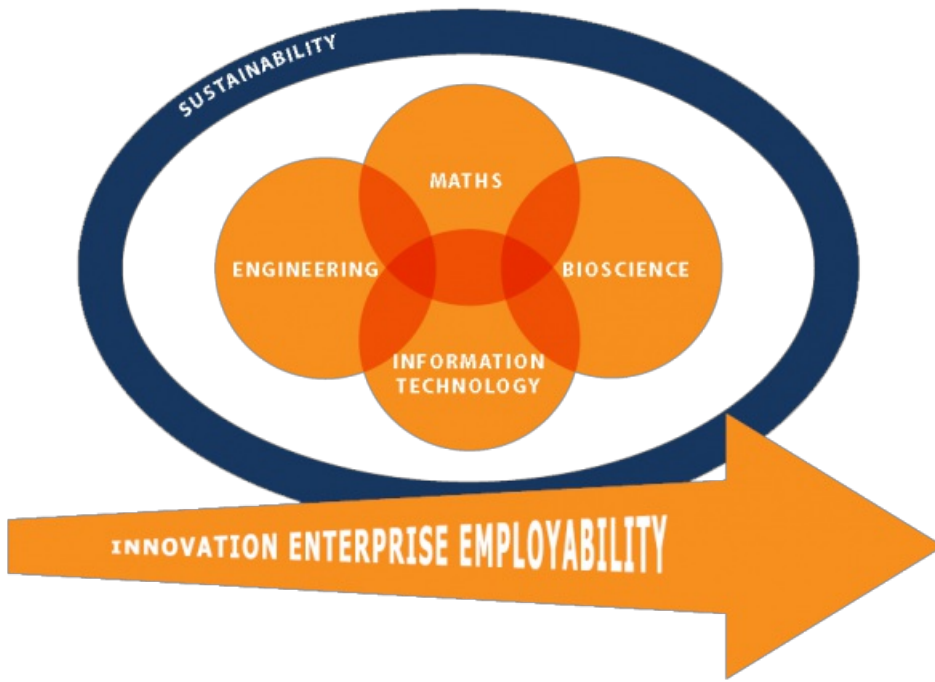 SUSTAINABILITY
MATHS
ENGINEERING
BIOSCIENCE
INFORMATION
TECHNOLOGY
INNOVATION ENTERPRISE EMPLOYABILITY